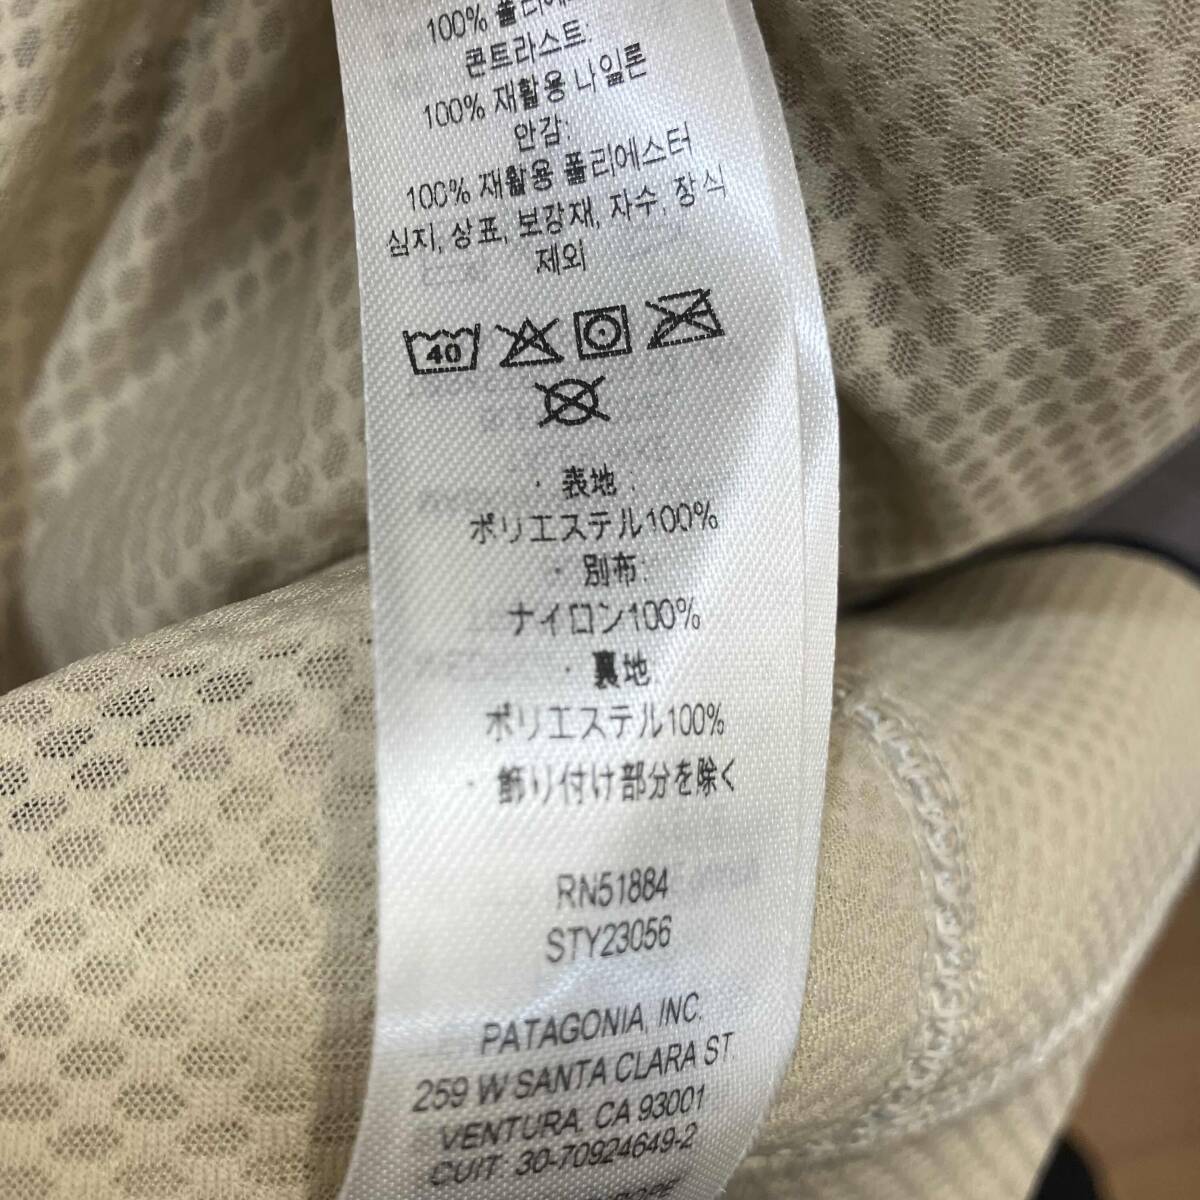 100% 폴리에스
콘트라스트
100% 재활용 나일론
안감:
100% 재활용 폴리에스터
심지, 상표, 보강재, 자수, 장식
제외
40
・表地:
ポリエステル100%
・別布:
ナイロン100%
・裏地
ポリエステル100%
・飾り付け部分を除く
RN51884
STY23056
PATAGONIA, INC.
259 W SANTA CLARA ST.
VENTURA, CA 93001
CUIT 30-70924649-2